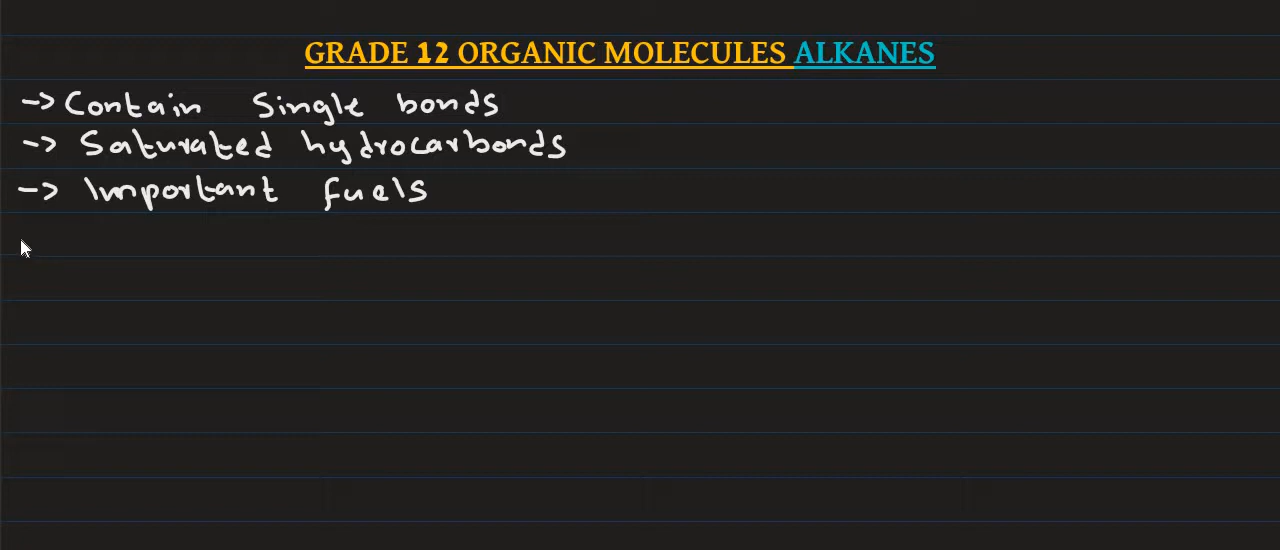 GRADE 12 ORGANIC MOLECULES ALKANES
-> Contain Single bonds
-> Saturated hydrocarbonds
-> Important fuels